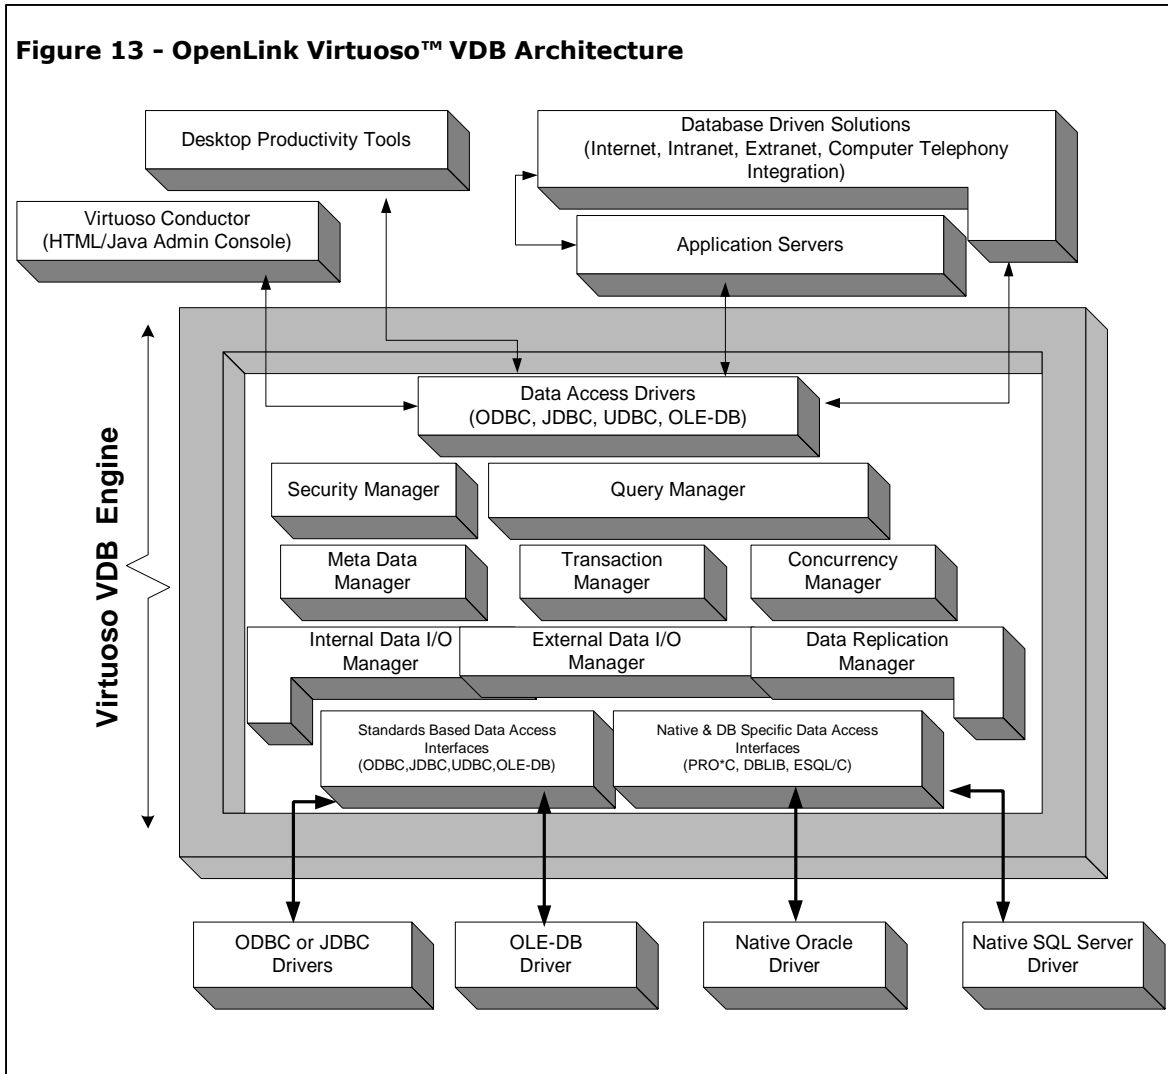 Figure 13 - OpenLink Virtuoso™ VDB Architecture
Desktop Productivity Tools
Database Driven Solutions
(Internet, Intranet, Extranet, Computer Telephony
Integration)
Virtuoso Conductor
(HTML/Java Admin Console)
Application Servers
Virtuoso VDB Engine
Data Access Drivers
(ODBC, JDBC, UDBC, OLE-DB)
Security Manager
Query Manager
Meta Data
Manager
Transaction
Manager
Concurrency
Manager
Internal Data I/O
Manager
External Data I/O
Manager
Data Replication
Manager
Standards Based Data Access
Interfaces
(ODBC,JDBC,UDBC,OLE-DB)
Native & DB Specific Data Access
Interfaces
(PRO*C, DBLIB, ESQL/C)
ODBC or JDBC
Drivers
OLE-DB
Driver
Native Oracle
Driver
Native SQL Server
Driver